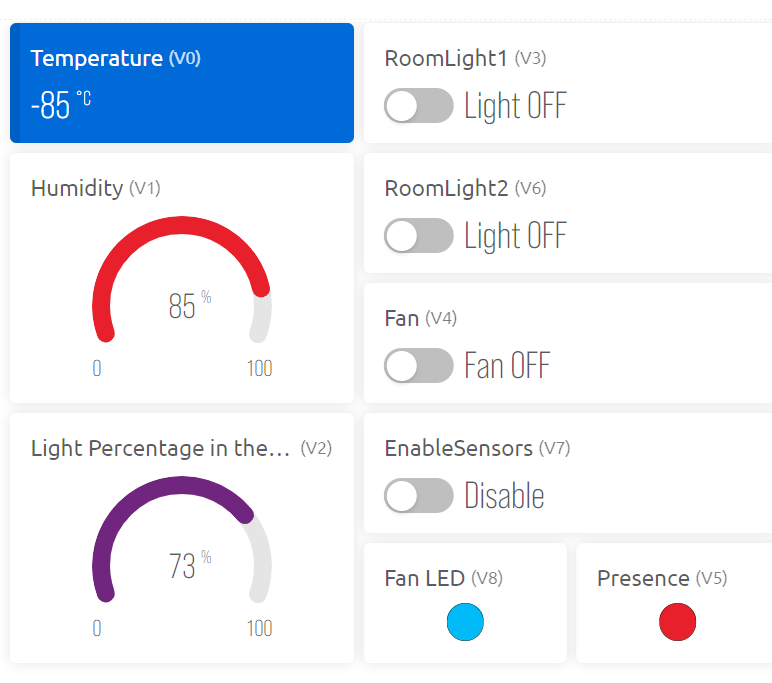 Temperature (V0)
-85 °C
RoomLight1 (V3)
Light OFF
Humidity (V1)
85 %
0
100
RoomLight2 (V6)
Light OFF
Fan (V4)
Fan OFF
Light Percentage in the... (V2)
73 %
0
100
EnableSensors (V7)
Disable
Fan LED (V8)
Presence (V5)